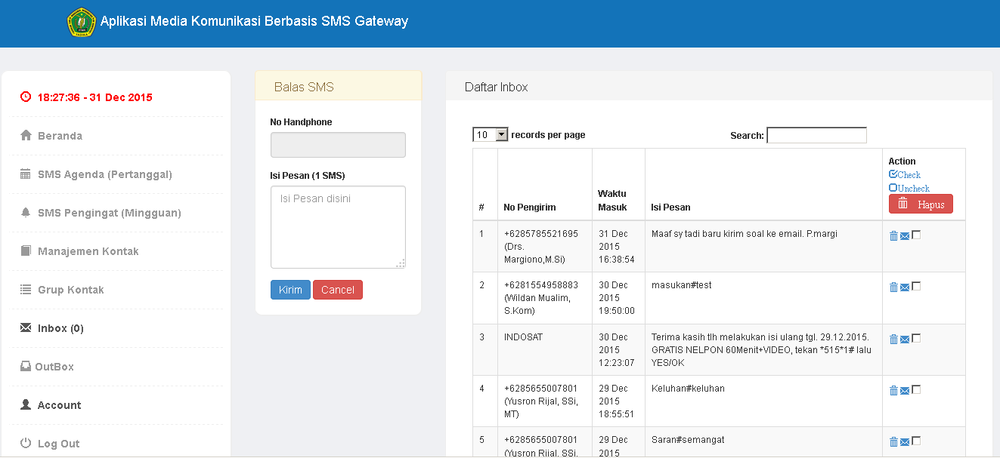 Aplikasi Media Komunikasi Berbasis SMS Gateway
18:27:36 - 31 Dec 2015
Beranda
SMS Agenda (Pertanggal)
SMS Pengingat (Mingguan)
Manajemen Kontak
Grup Kontak
Inbox (0)
OutBox
Account
Log Out
Balas SMS
No Handphone
Isi Pesan (1 SMS)
Isi Pesan disini
Kirim Cancel
Daftar Inbox
10 records per page Search:
# No Pengirim Waktu Masuk Isi Pesan Action
Check
Uncheck
Hapus
1 +6285785521695 31 Dec Maaf sy tadi baru kirim soal ke email. P.margi
(Drs. 2015
Margiono,M.Si) 16:38:54
2 +6281554958883 30 Dec masukan#test
(Wildan Mualim, 2015
S.Kom) 19:50:00
3 INDOSAT 30 Dec Terima kasih tlh melakukan isi ulang tgl. 29.12.2015.
2015 GRATIS NELPON 60Menit+VIDEO, tekan *515*1# lalu
12:23:07 YES/OK
4 +6285655007801 29 Dec Keluhan#keluhan
(Yusron Rijal, SSi, 2015
MT) 18:55:51
5 +6285655007801 29 Dec Saran#semangat
(Yusron Rijal, SSi, 2015